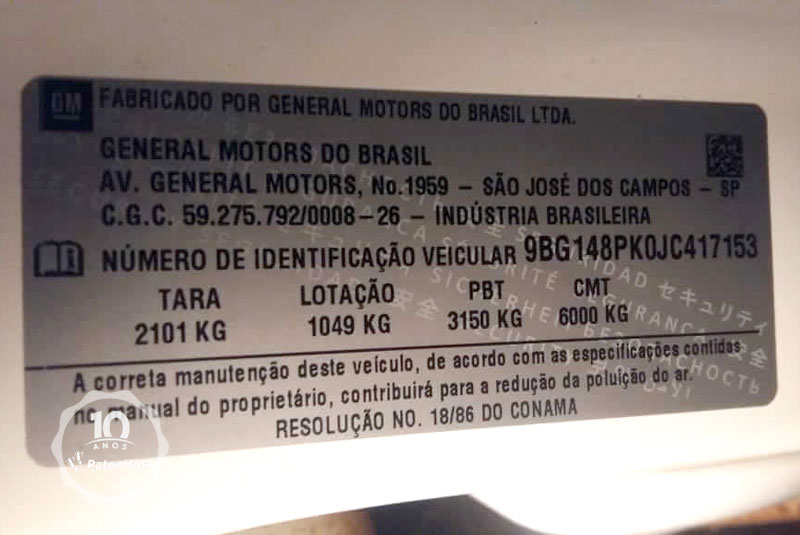 GM
FABRICADO POR GENERAL MOTORS DO BRASIL LTDA.
GENERAL MOTORS DO BRASIL
AV. GENERAL MOTORS, No.1959 – SÃO JOSÉ DOS CAMPOS – SP
C.G.C. 59.275.792/0008-26 – INDÚSTRIA BRASILEIRA
NÚMERO DE IDENTIFICAÇÃO VEICULAR 9BG148PK0JC417153
TARA LOTAÇÃO PBT CMT
2101 KG 1049 KG 3150 KG 6000 KG
A correta manutenção deste veículo, de acordo com as especificações contidas
no manual do proprietário, contribuirá para a redução da poluição do ar.
RESOLUÇÃO NO. 18/86 DO CONAMA
10
ANOS